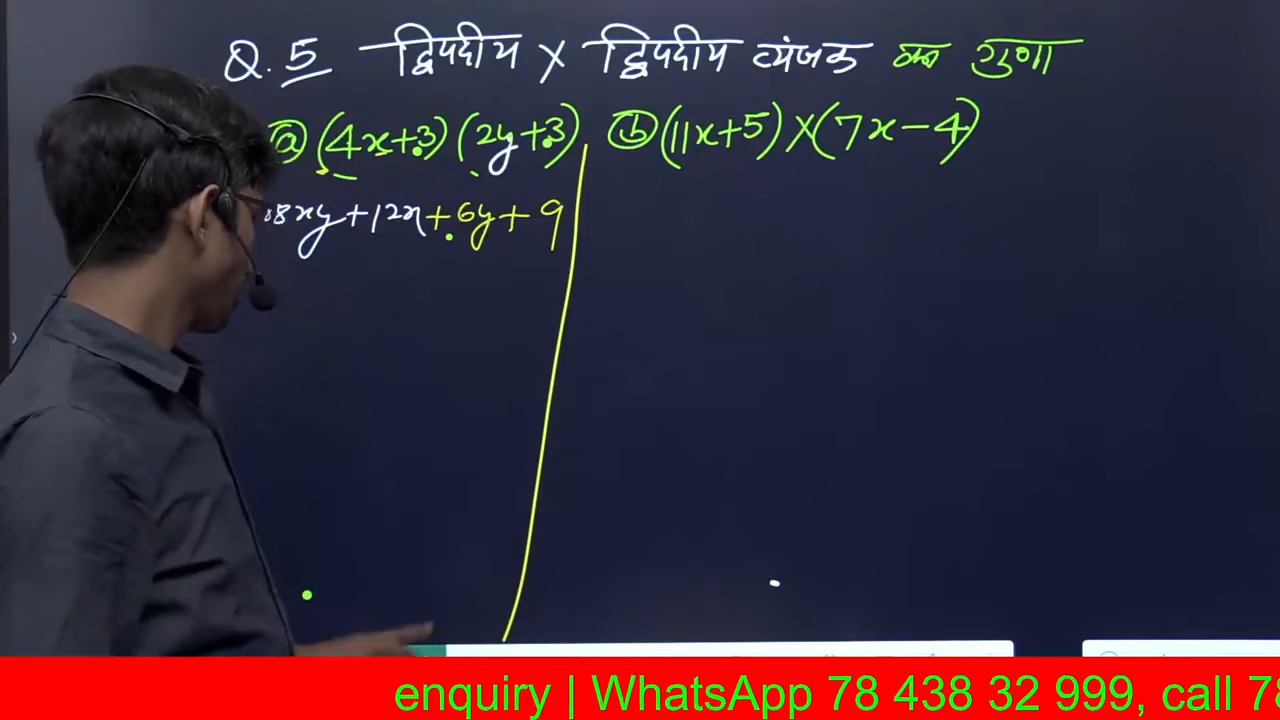 Q.5 द्विपदीय × द्विपदीय व्यंजक का गुणा
ⓐ (4x+3)(2y+3) ⓑ (11x+5)×(7x-4)
8xy+12x+6y+9
enquiry | WhatsApp 78 438 32 999, call 78